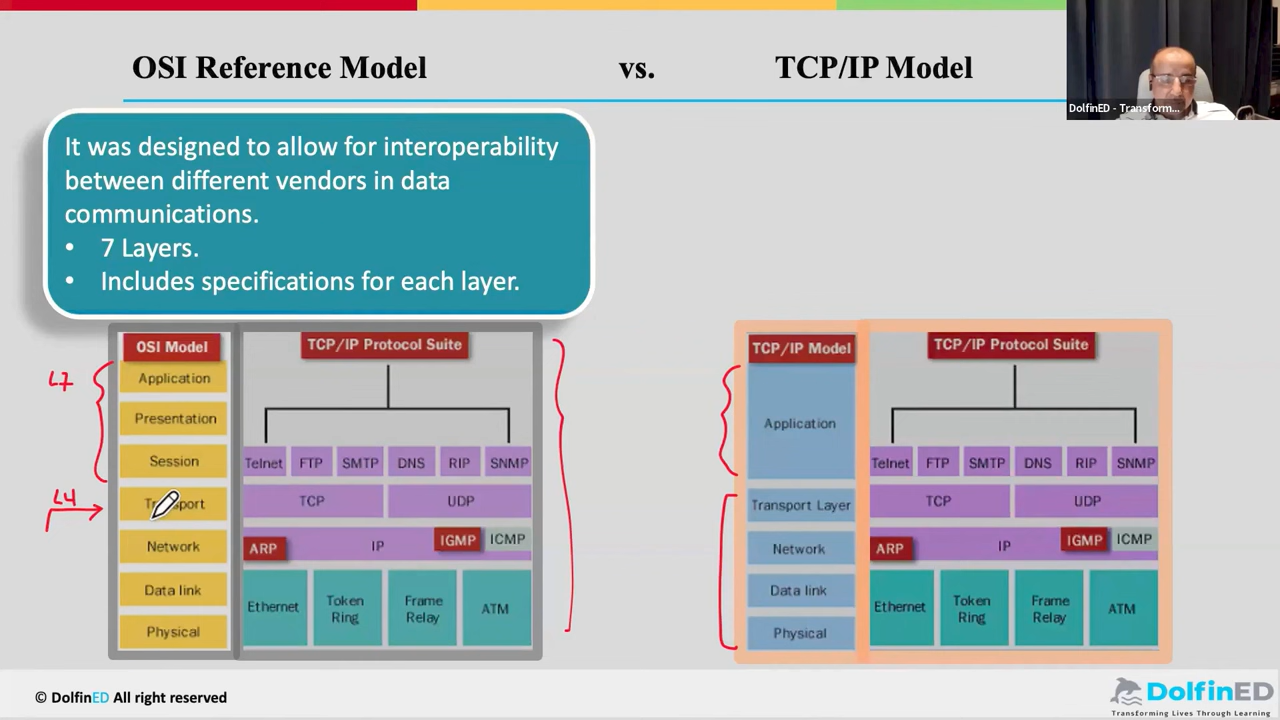 OSI Reference Model vs. TCP/IP Model
DolfinED - Transform...
It was designed to allow for interoperability
between different vendors in data
communications.
• 7 Layers.
• Includes specifications for each layer.
OSI Model
Application
Presentation
Session
Transport
Network
Data link
Physical
L7
L4
TCP/IP Protocol Suite
Telnet FTP SMTP DNS RIP SNMP
TCP UDP
ARP IP IGMP ICMP
Ethernet Token Ring Frame Relay ATM
TCP/IP Model
Application
Transport Layer
Network
Data link
Physical
TCP/IP Protocol Suite
Telnet FTP SMTP DNS RIP SNMP
TCP UDP
ARP IP IGMP ICMP
Ethernet Token Ring Frame Relay ATM
© DolfinED All right reserved
DolfinED
Transforming Lives Through Learning